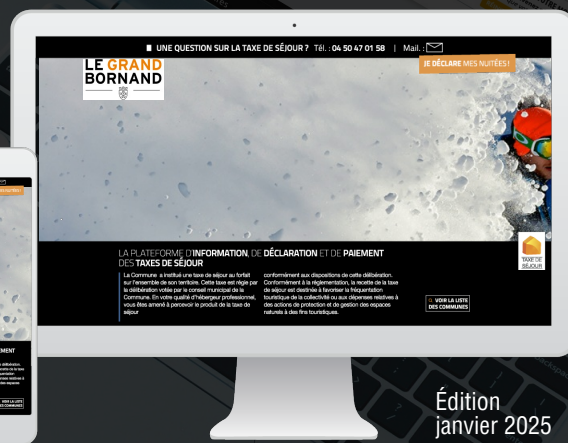 UNE QUESTION SUR LA TAXE DE SÉJOUR ? Tél. : 04 50 47 01 58 | Mail. :
JE DÉCLARE MES NUITÉES !
LE GRAND
BORNAND
LA PLATEFORME D'INFORMATION, DE DÉCLARATION ET DE PAIEMENT
DES TAXES DE SÉJOUR
La Commune a institué une taxe de séjour au forfait
sur l'ensemble de son territoire. Cette taxe est régie par
la délibération votée par le conseil municipal de la
Commune. En votre qualité d'hébergeur professionnel,
vous êtes amené à percevoir le produit de la taxe de
séjour
conformément aux dispositions de cette délibération.
Conformément à la réglementation, la recette de la taxe
de séjour est destinée à favoriser la fréquentation
touristique de la collectivité ou aux dépenses relatives à
des actions de protection et de gestion des espaces
naturels à des fins touristiques.
TAXE DE
SÉJOUR
VOIR LA LISTE
DES COMMUNES
Édition
janvier 2025